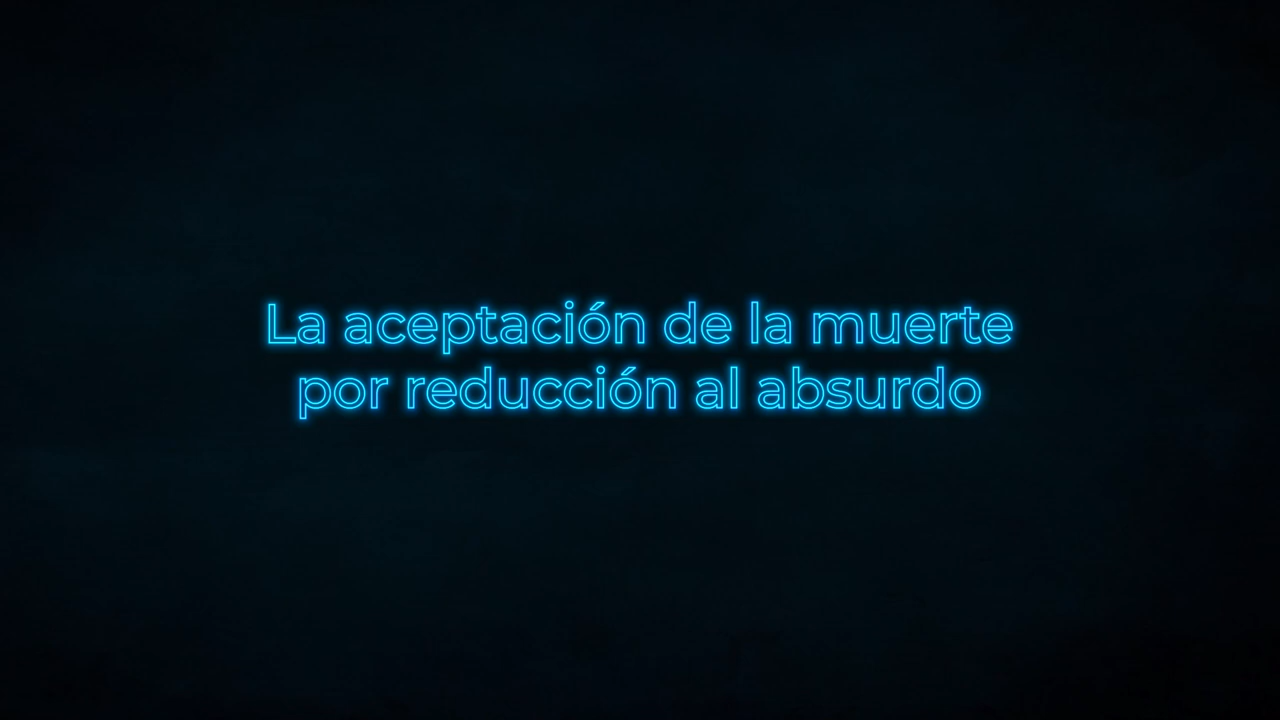 La aceptación de la muerte
por reducción al absurdo